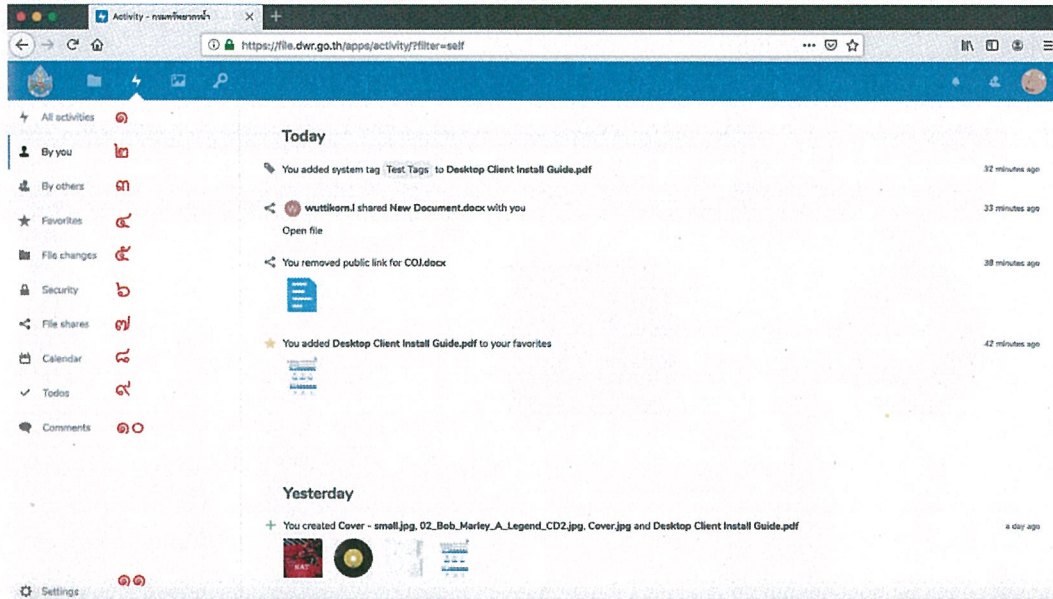 Activity - กรมทรัพยากรน้ำ
https://file.dwr.go.th/apps/activity/?filter=self
All activities ๑
By you ๒
By others ๓
Favorites ๔
File changes ๕
Security ๖
File shares ๗
Calendar ๘
Todos ๙
Comments ๑๐
Settings ๑๑
Today
You added system tag Test Tags to Desktop Client Install Guide.pdf 32 minutes ago
W wuttikorn.l shared New Document.docx with you 33 minutes ago
Open file
You removed public link for COJ.docx 38 minutes ago
You added Desktop Client Install Guide.pdf to your favorites 42 minutes ago
Yesterday
You created Cover - small.jpg, 02_Bob_Marley_A_Legend_CD2.jpg, Cover.jpg and Desktop Client Install Guide.pdf a day ago